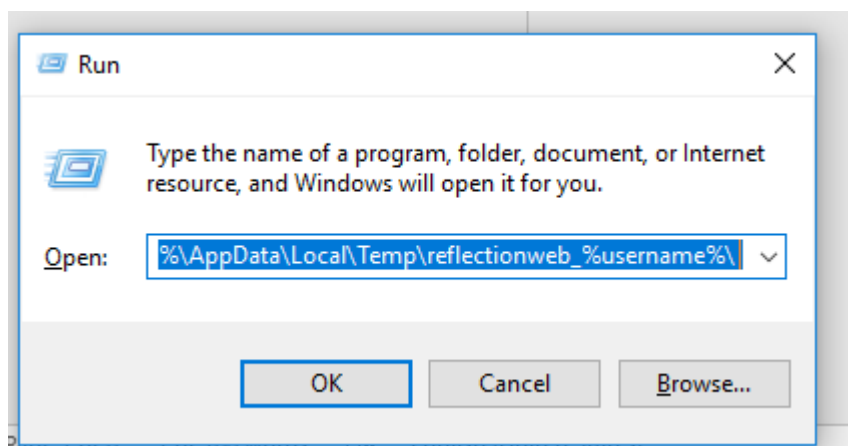 Run
Type the name of a program, folder, document, or Internet
resource, and Windows will open it for you.
Open:
%\AppData\Local\Temp\reflectionweb_%username%\
OK
Cancel
Browse...